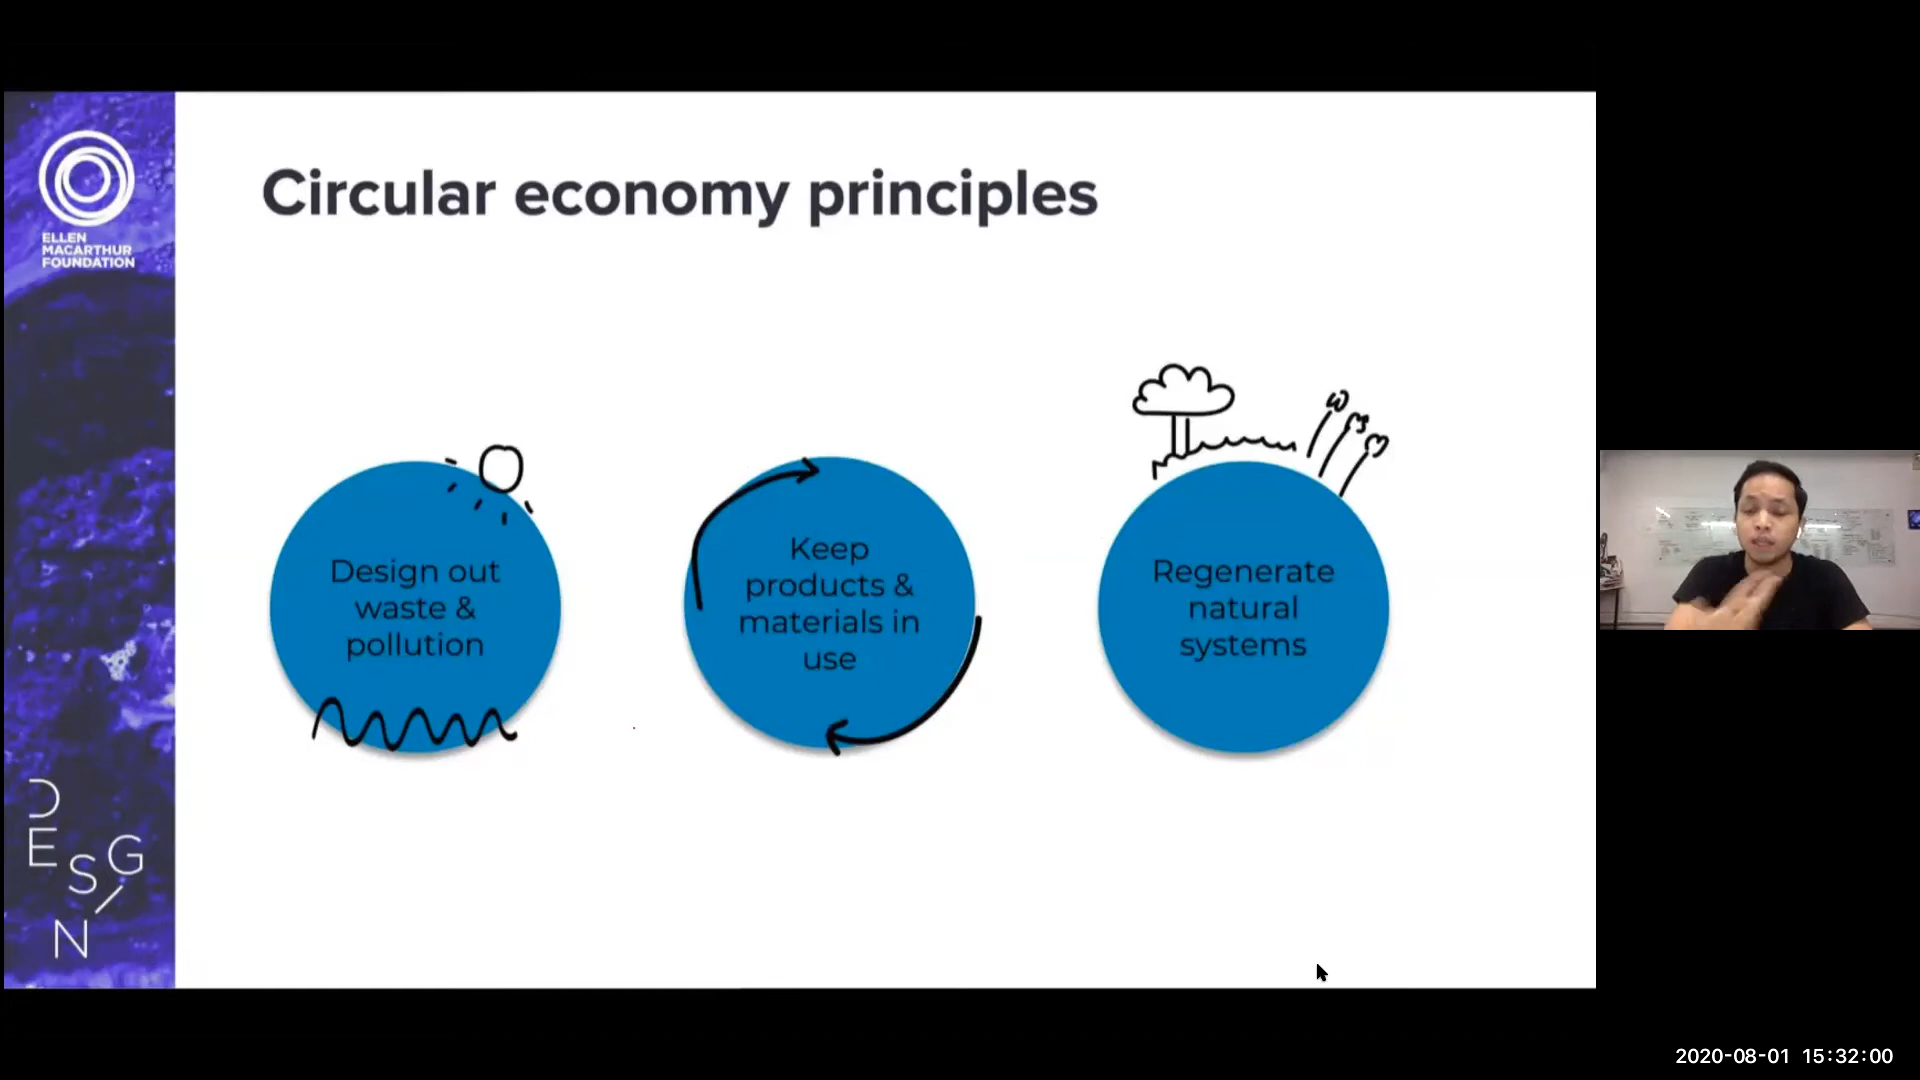 ELLEN
MACARTHUR
FOUNDATION
Circular economy principles
Design out
waste &
pollution
Keep
products &
materials in
use
Regenerate
natural
systems
D
E
S G
N
2020-08-01 15:32:00